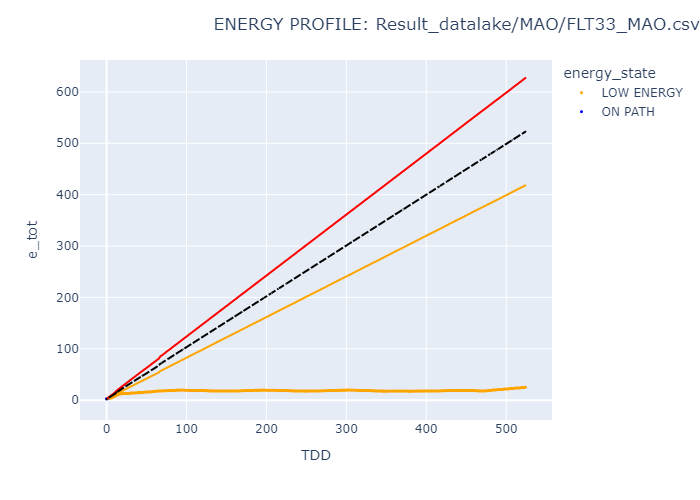 ENERGY PROFILE: Result_datalake/MAO/FLT33_MAO.csv
energy_state
LOW ENERGY
ON PATH
e_tot
600
500
400
300
200
100
0
0 100 200 300 400 500
TDD